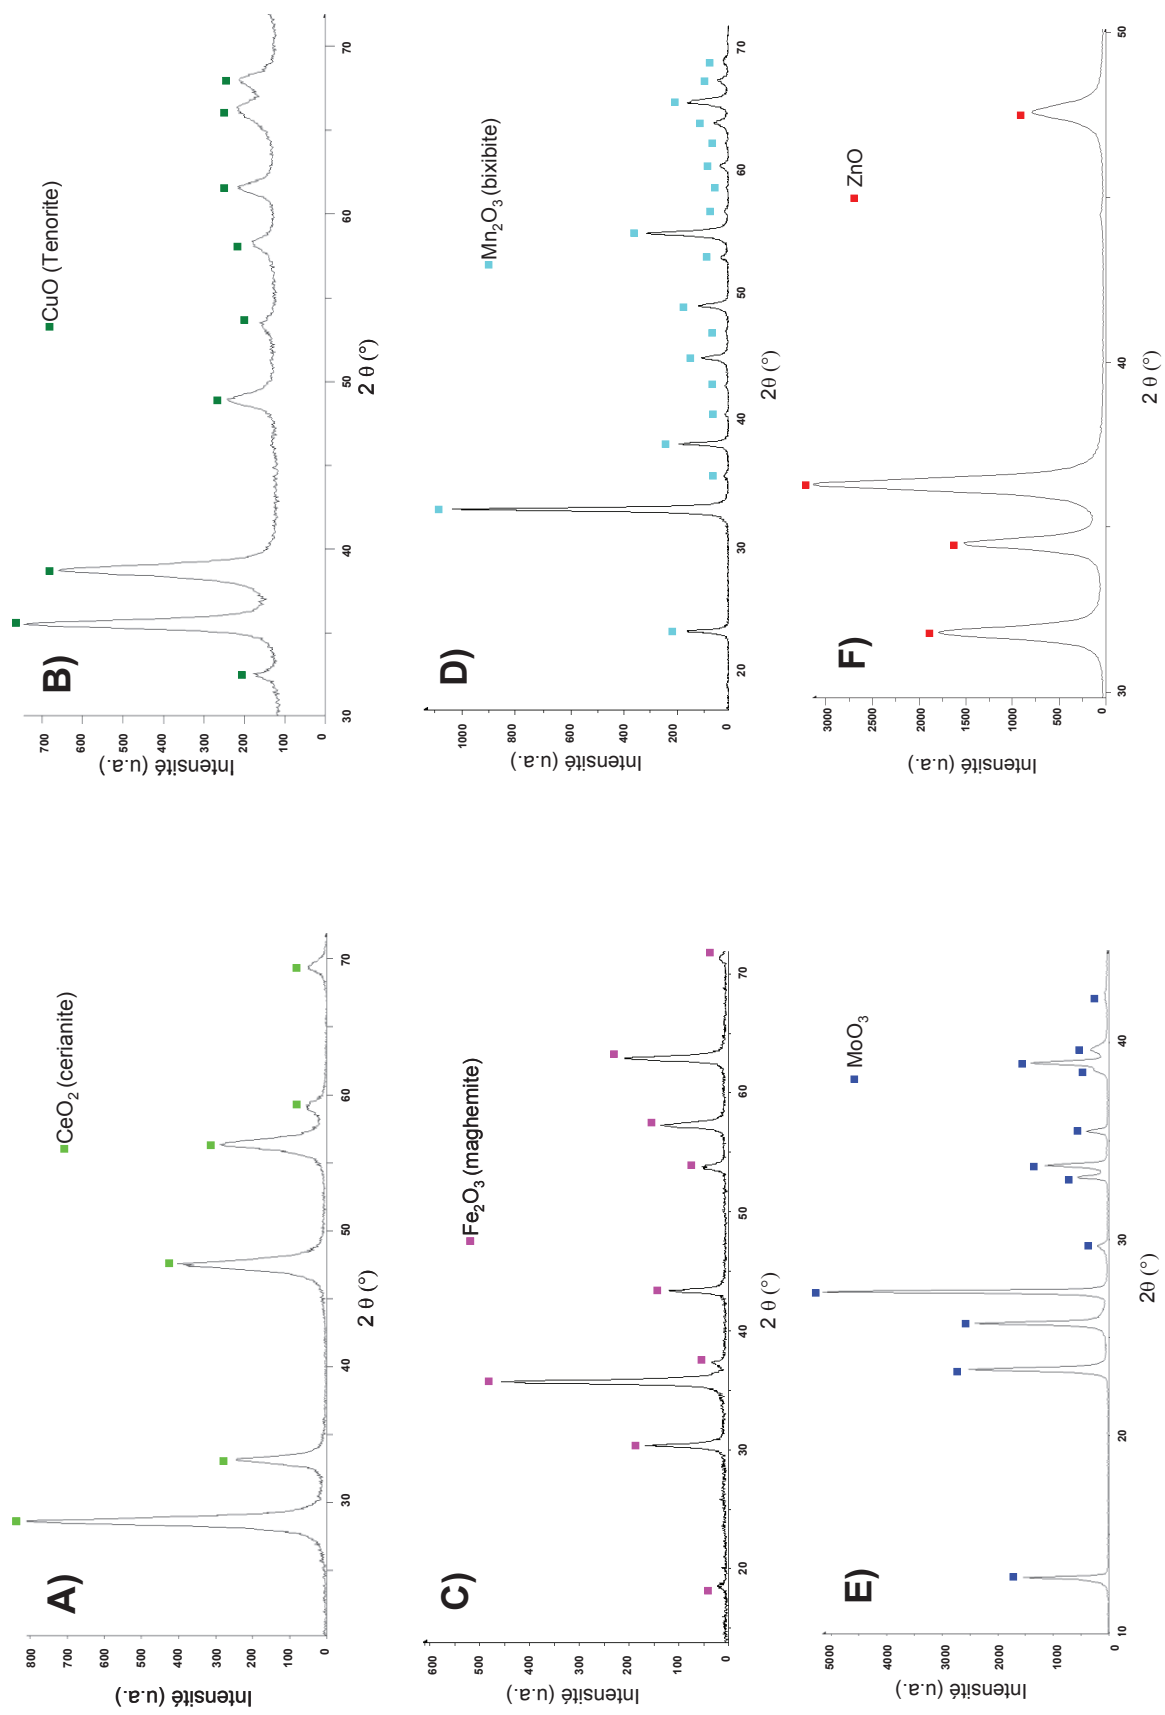 A)
CeO2 (cerianite)
Intensité (u.a.)
800
700
600
500
400
300
200
100
0
30
40
50
60
70
2 θ (°)
B)
CuO (Tenorite)
Intensité (u.a.)
700
600
500
400
300
200
100
30
40
50
60
70
2 θ (°)
C)
Fe2O3 (maghemite)
Intensité (u.a.)
600
500
400
300
200
100
0
20
30
40
50
60
70
2 θ (°)
D)
Mn2O3 (bixibite)
Intensité (u.a.)
1000
800
600
400
200
0
20
30
40
50
60
70
2θ (°)
E)
MoO3
Intensité (u.a.)
5000
4000
3000
2000
1000
0
10
20
30
40
2θ (°)
F)
ZnO
Intensité (u.a.)
3000
2500
2000
1500
1000
500
0
30
40
50
2 θ (°)